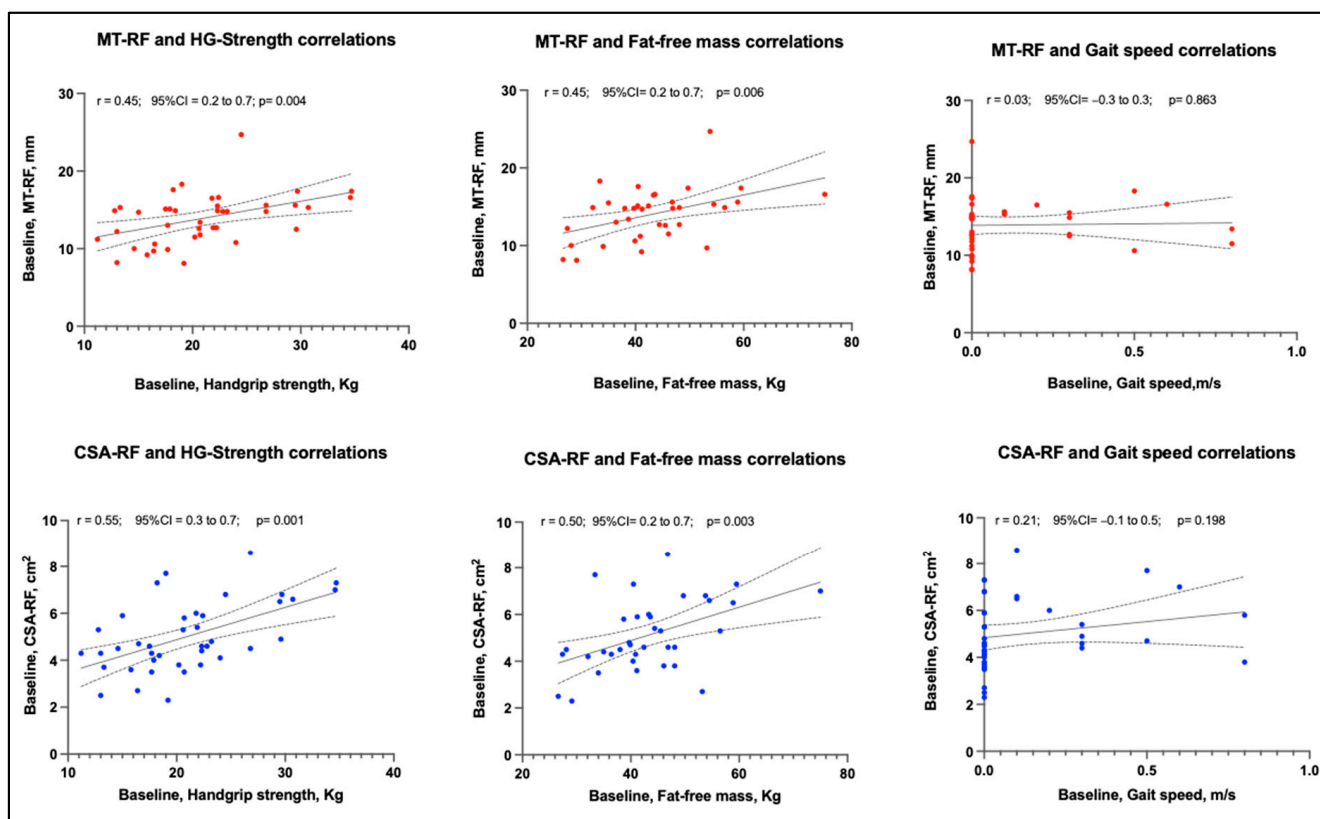 MT-RF and HG-Strength correlations
r = 0.45; 95%CI = 0.2 to 0.7; p= 0.004
30
20
10
0
Baseline, MT-RF, mm
10
20
30
40
Baseline, Handgrip strength, Kg
MT-RF and Fat-free mass correlations
r = 0.45; 95%CI= 0.2 to 0.7; p= 0.006
30
20
10
0
Baseline, MT-RF, mm
20
40
60
80
Baseline, Fat-free mass, Kg
MT-RF and Gait speed correlations
r = 0.03; 95%CI= −0.3 to 0.3; p= 0.863
30
20
10
0
Baseline, MT-RF, mm
0.0
0.5
1.0
Baseline, Gait speed,m/s
CSA-RF and HG-Strength correlations
r = 0.55; 95%CI = 0.3 to 0.7; p= 0.001
10
8
6
4
2
0
Baseline, CSA-RF, cm²
10
20
30
40
Baseline, Handgrip strength, Kg
CSA-RF and Fat-free mass correlations
r = 0.50; 95%CI= 0.2 to 0.7; p= 0.003
10
8
6
4
2
0
Baseline, CSA-RF, cm²
20
40
60
80
Baseline, Fat-free mass, Kg
CSA-RF and Gait speed correlations
r = 0.21; 95%CI= −0.1 to 0.5; p= 0.198
10
8
6
4
2
0
Baseline, CSA-RF, cm²
0.0
0.5
1.0
Baseline, Gait speed, m/s